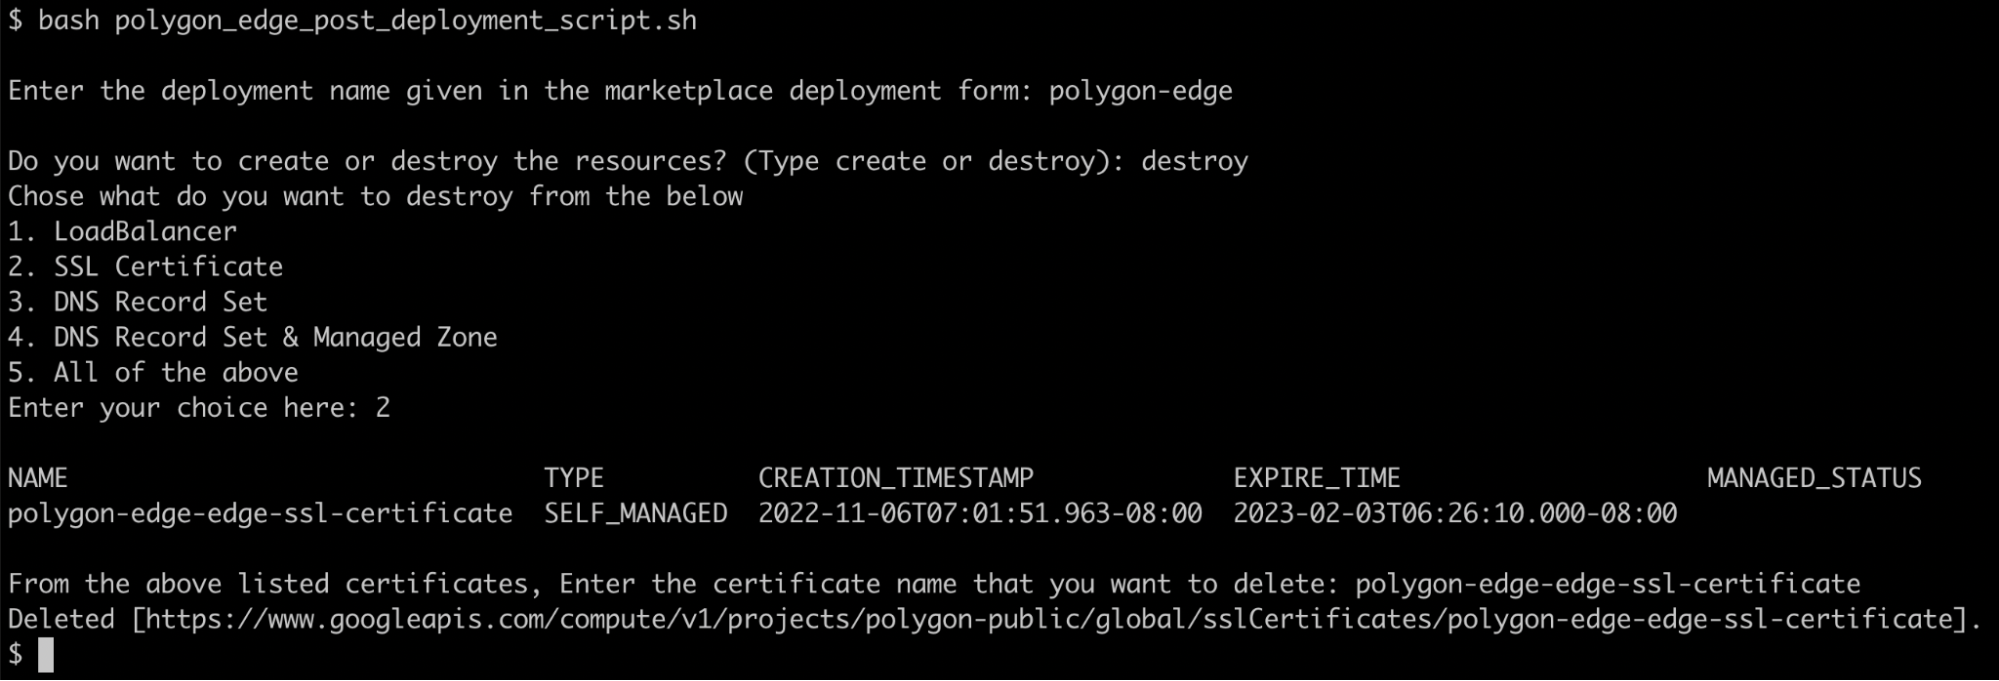 $ bash polygon_edge_post_deployment_script.sh
Enter the deployment name given in the marketplace deployment form: polygon-edge
Do you want to create or destroy the resources? (Type create or destroy): destroy
Chose what do you want to destroy from the below
1. LoadBalancer
2. SSL Certificate
3. DNS Record Set
4. DNS Record Set & Managed Zone
5. All of the above
Enter your choice here: 2
NAME TYPE CREATION_TIMESTAMP EXPIRE_TIME MANAGED_STATUS
polygon-edge-edge-ssl-certificate SELF_MANAGED 2022-11-06T07:01:51.963-08:00 2023-02-03T06:26:10.000-08:00
From the above listed certificates, Enter the certificate name that you want to delete: polygon-edge-edge-ssl-certificate
Deleted [https://www.googleapis.com/compute/v1/projects/polygon-public/global/sslCertificates/polygon-edge-edge-ssl-certificate].
$